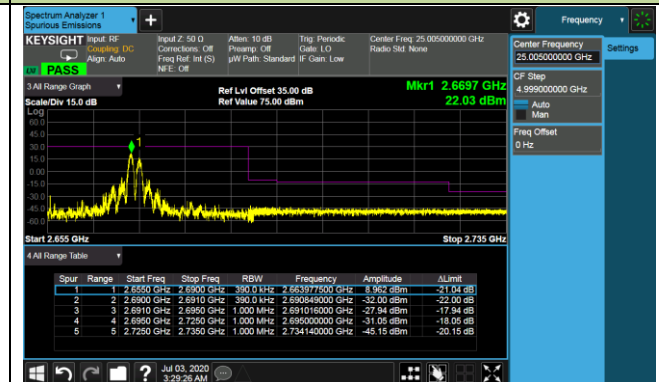 Spectrum Analyzer 1
Spurious Emissions
+
Frequency
KEYSIGHT Input: RF Input Z: 50 Ω Atten: 10 dB Trig: Periodic Center Freq: 25.005000000 GHz
Coupling: DC Corrections: Off Preamp: Off Gate: LO Radio Std: None
Align: Auto Freq Ref: Int (S) µW Path: Standard IF Gain: Low
NFE: Off
LXI PASS
Center Frequency
25.005000000 GHz
Settings
CF Step
4.999000000 GHz
Auto
Man
Freq Offset
0 Hz
3 All Range Graph
Ref Lvl Offset 35.00 dB Mkr1 2.6697 GHz
Scale/Div 15.0 dB Ref Value 75.00 dBm 22.03 dBm
Log
60.0
45.0
30.0
15.0
0.00
-15.0
-30.0
-45.0
-60.0
1
Start 2.655 GHz Stop 2.735 GHz
4 All Range Table
Spur Range Start Freq Stop Freq RBW Frequency Amplitude ΔLimit
1 1 2.6550 GHz 2.6900 GHz 390.0 kHz 2.663977500 GHz 8.962 dBm -21.04 dB
2 2 2.6900 GHz 2.6910 GHz 390.0 kHz 2.690849000 GHz -32.00 dBm -22.00 dB
3 3 2.6910 GHz 2.6950 GHz 1.000 MHz 2.691016000 GHz -27.94 dBm -17.94 dB
4 4 2.6950 GHz 2.7250 GHz 1.000 MHz 2.695000000 GHz -31.05 dBm -18.05 dB
5 5 2.7250 GHz 2.7350 GHz 1.000 MHz 2.734140000 GHz -45.15 dBm -20.15 dB
?
Jul 03, 2020
3:29:26 AM